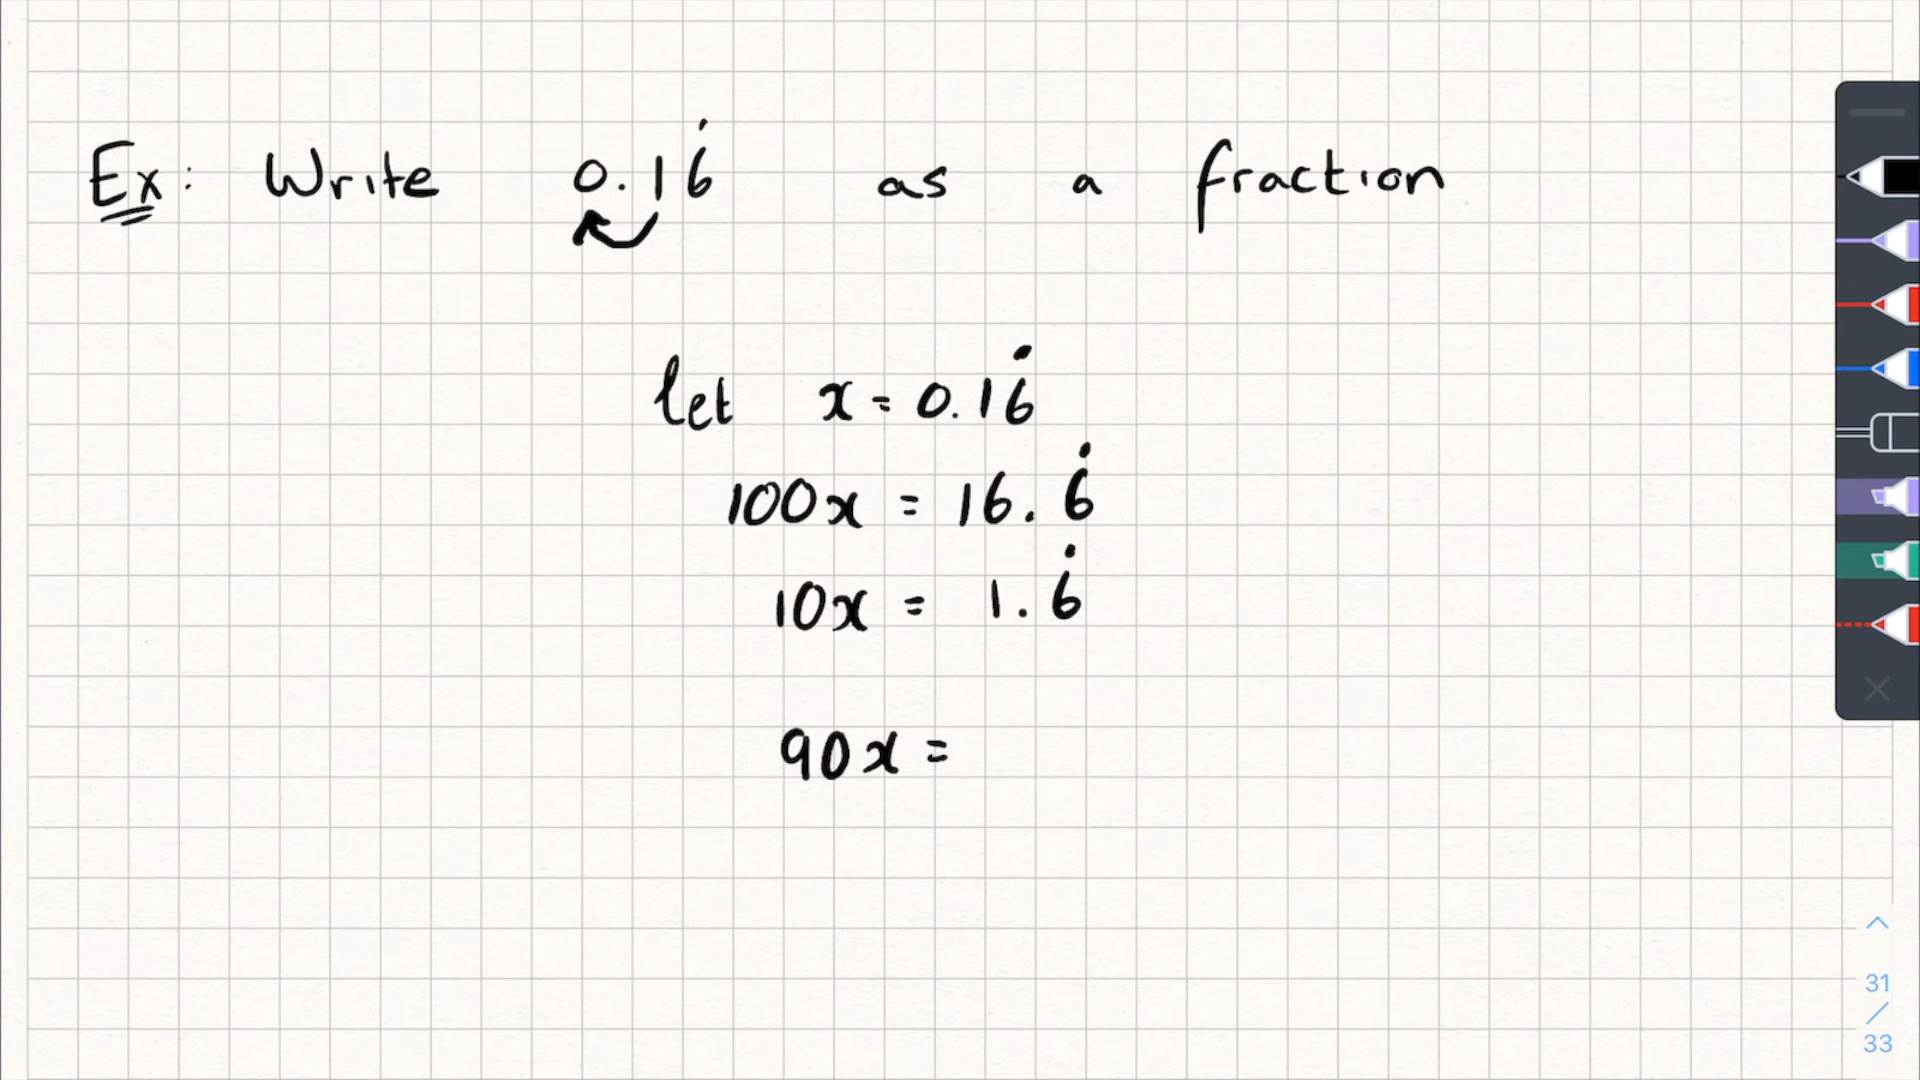 Ex: Write 0.16̇ as a fraction
let x = 0.16̇
100x = 16.6̇
10x = 1.6̇
90x =
31
/
33